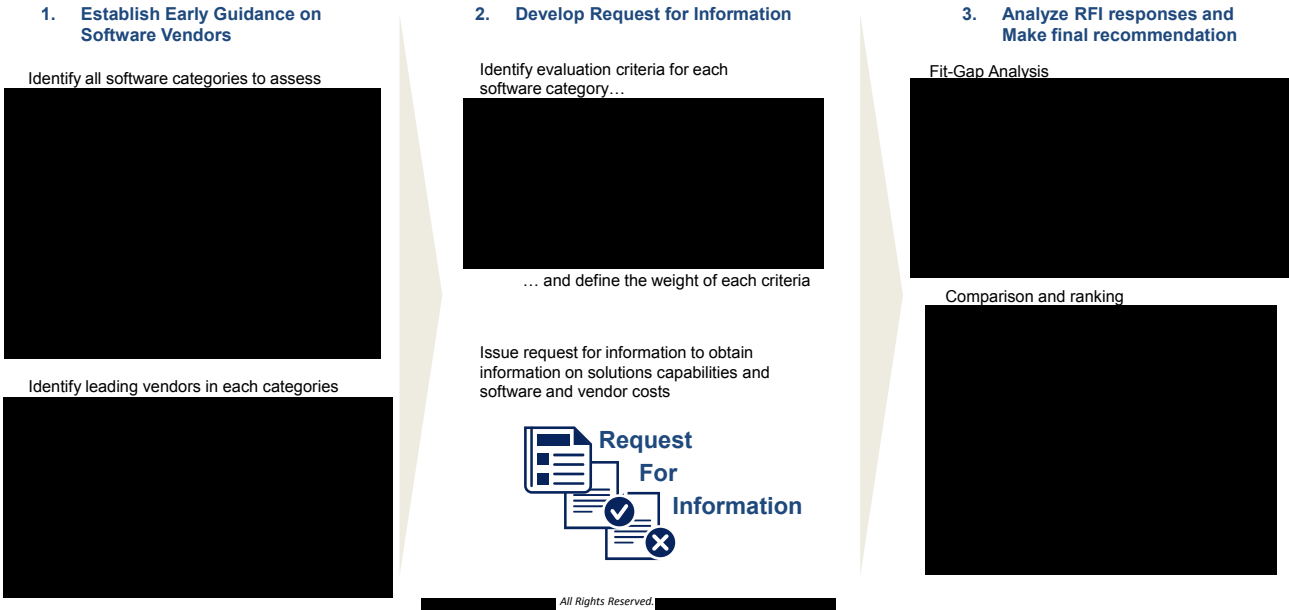 1. Establish Early Guidance on
Software Vendors
Identify all software categories to assess
Identify leading vendors in each categories
2. Develop Request for Information
Identify evaluation criteria for each
software category…
… and define the weight of each criteria
Issue request for information to obtain
information on solutions capabilities and
software and vendor costs
Request
For
Information
3. Analyze RFI responses and
Make final recommendation
Fit-Gap Analysis
Comparison and ranking
All Rights Reserved.